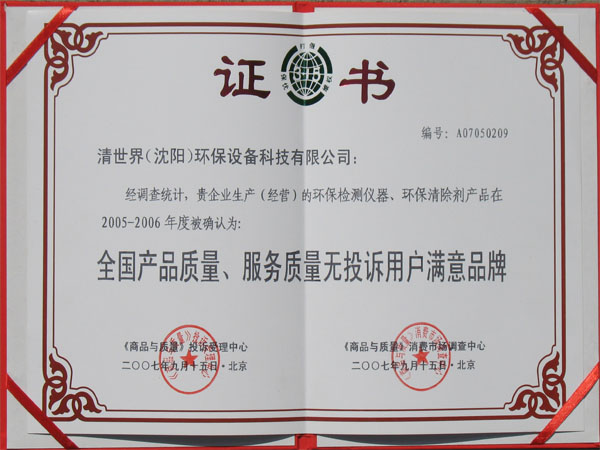 证书
编号: A07050209
清世界(沈阳)环保设备科技有限公司:
经调查统计，贵企业生产（经营）的环保检测仪器、环保清除剂产品在
2005-2006 年度被确认为:
全国产品质量、服务质量无投诉用户满意品牌
《商品与质量》投诉受理中心
二〇〇七年九月十五日·北京
《商品与质量》消费市场调查中心
二〇〇七年九月十五日·北京